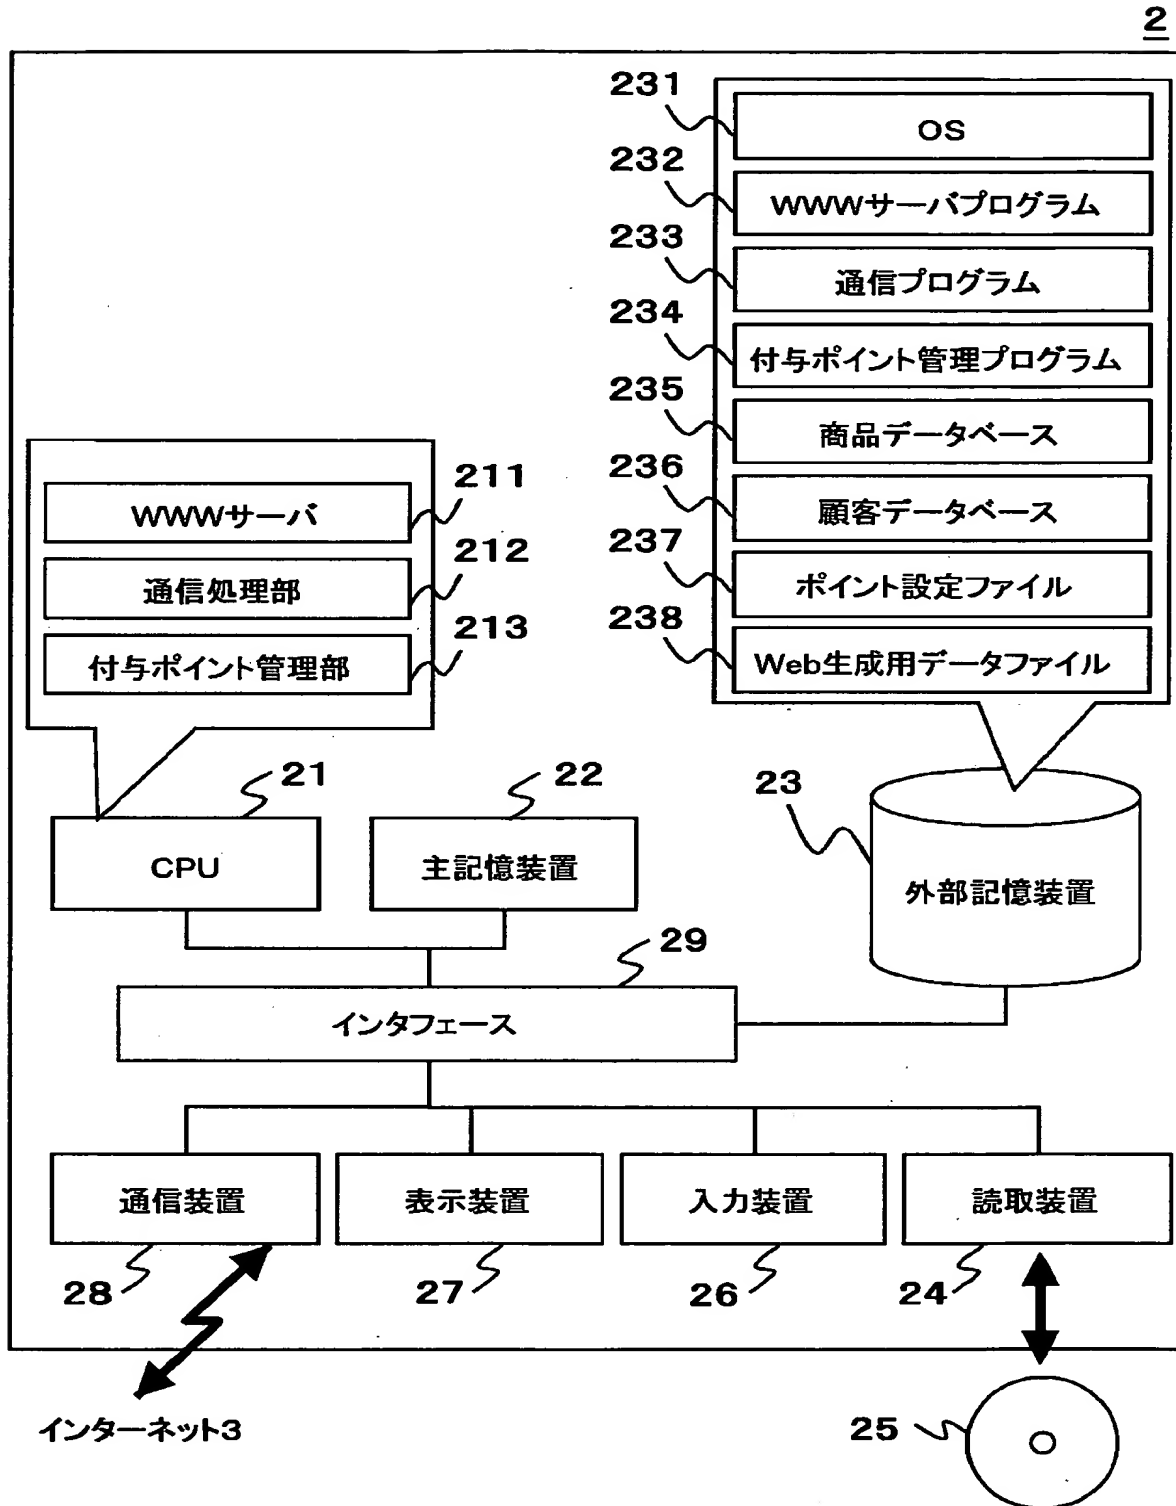 2
231
OS
232
WWWサーバプログラム
233
通信プログラム
234
付与ポイント管理プログラム
235
商品データベース
236
顧客データベース
237
ポイント設定ファイル
238
Web生成用データファイル
WWWサーバ
211
通信処理部
212
付与ポイント管理部
213
21
CPU
22
主記憶装置
23
外部記憶装置
29
インタフェース
通信装置
表示装置
入力装置
読取装置
28
27
26
24
インターネット3
25